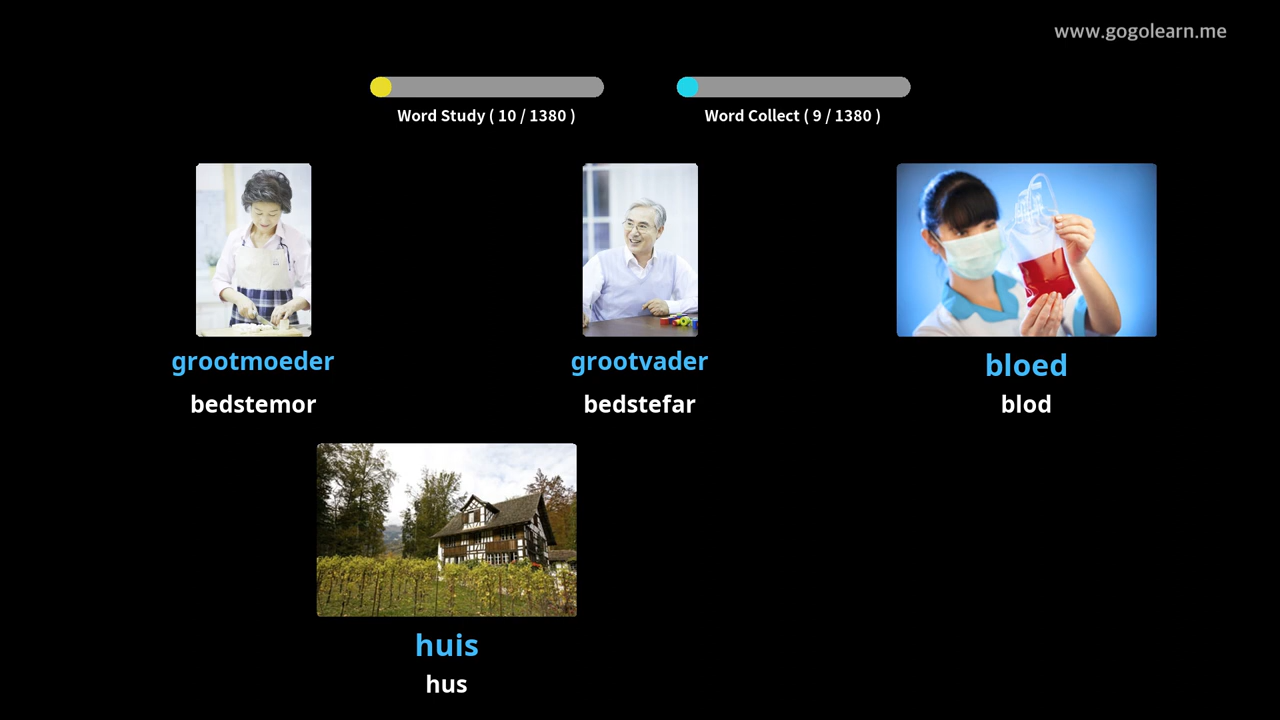 www.gogolearn.me
Word Study ( 10 / 1380 )
Word Collect ( 9 / 1380 )
grootmoeder
bedstemor
grootvader
bedstefar
bloed
blod
huis
hus